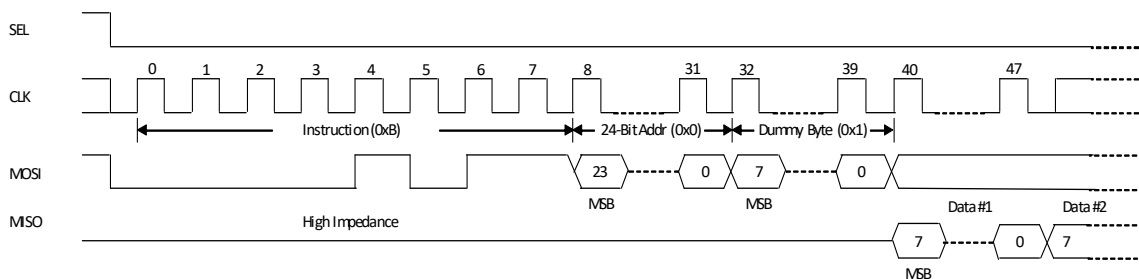 SEL
0 1 2 3 4 5 6 7 8 31 32 39 40 47
CLK
Instruction (0xB) 24-Bit Addr (0x0) Dummy Byte (0x1)
MOSI 23 0 7 0
MSB MSB
MISO High Impedance Data #1 Data #2
7 0 7
MSB